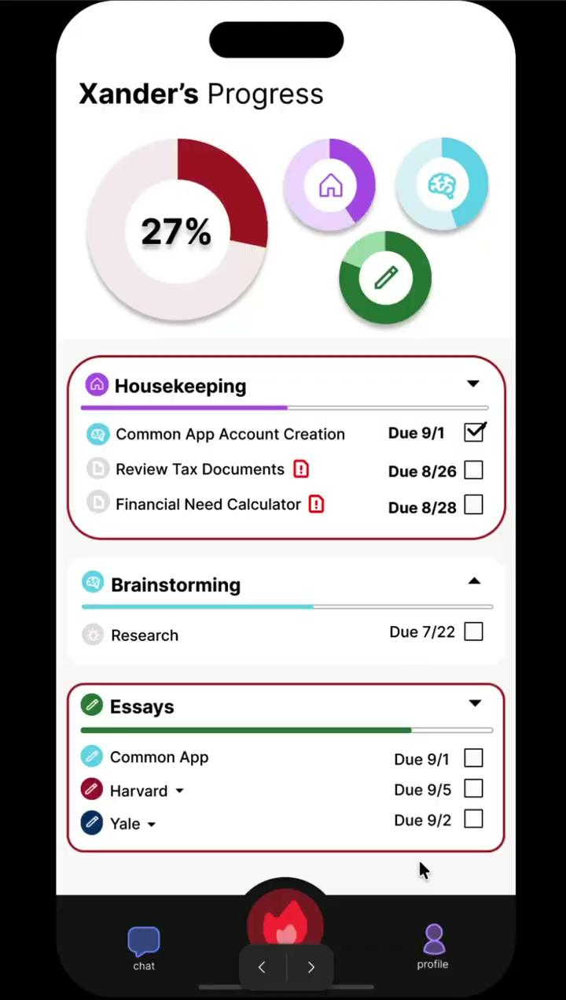 Xander's Progress
27%
Housekeeping
Common App Account Creation Due 9/1
Review Tax Documents Due 8/26
Financial Need Calculator Due 8/28
Brainstorming
Research Due 7/22
Essays
Common App Due 9/1
Harvard Due 9/5
Yale Due 9/2
chat
profile